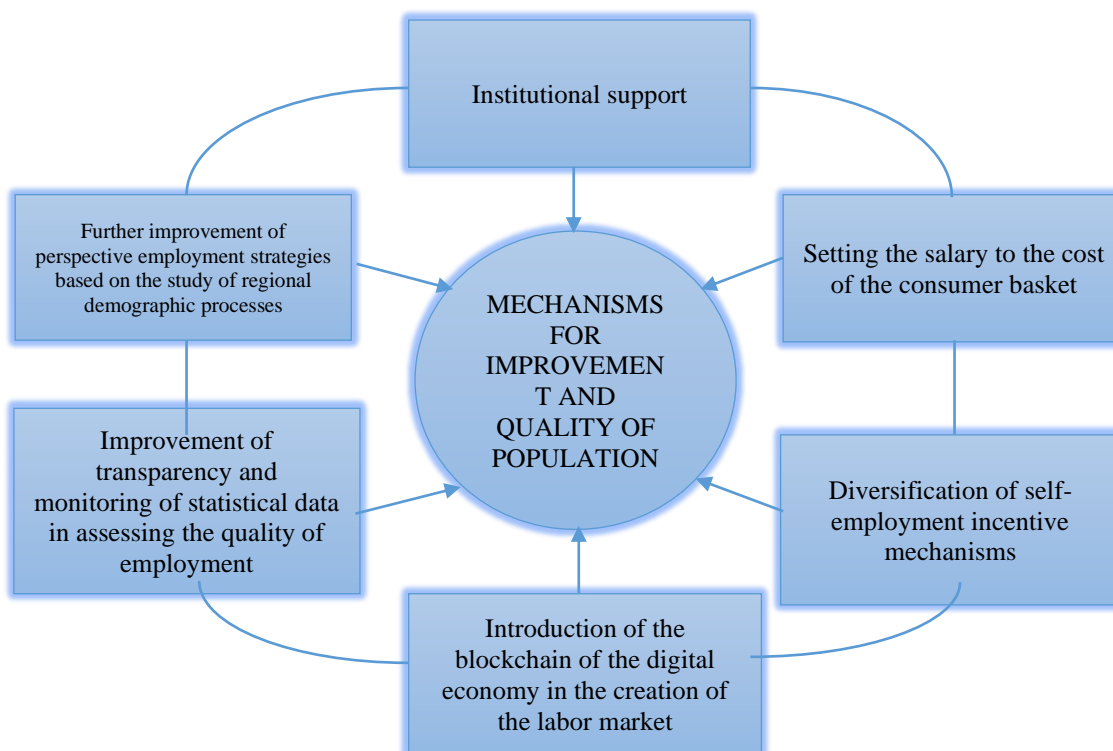 Institutional support
Further improvement of
perspective employment strategies
based on the study of regional
demographic processes
Setting the salary to the cost
of the consumer basket
MECHANISMS
FOR
IMPROVEMEN
T AND
QUALITY OF
POPULATION
Improvement of
transparency and
monitoring of statistical data
in assessing the quality of
employment
Diversification of self-
employment incentive
mechanisms
Introduction of the
blockchain of the digital
economy in the creation of
the labor market